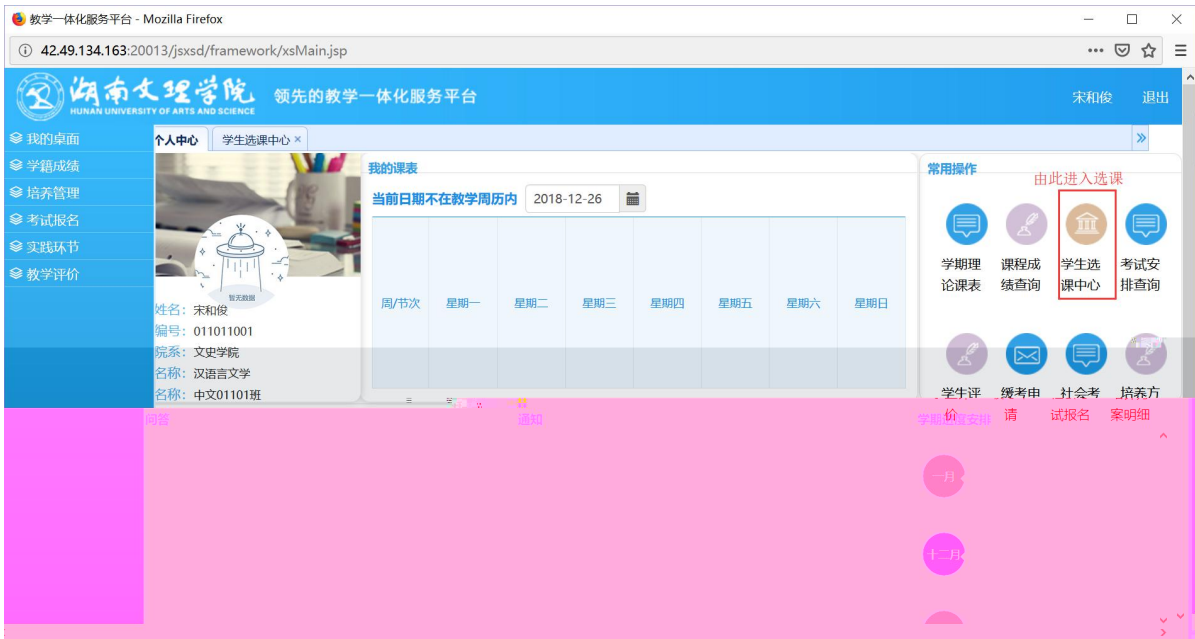 教学一体化服务平台 - Mozilla Firefox
42.49.134.163:20013/jsxsd/framework/xsMain.jsp
湖南文理学院
HUNAN UNIVERSITY OF ARTS AND SCIENCE
领先的教学一体化服务平台
宋和俊 退出
我的桌面
学籍成绩
培养管理
考试报名
实践环节
教学评价
个人中心 学生选课中心 ×
暂无数据
姓名：宋和俊
编号：011011001
院系：文史学院
名称：汉语言文学
名称：中文01101班
我的课表
当前日期不在教学周历内 2018-12-26
周/节次 星期一 星期二 星期三 星期四 星期五 星期六 星期日
常用操作
由此进入选课
学期理论课表
课程成绩查询
学生选课中心
考试安排查询
学生评价
缓考申请
社会考试报名
培养方案明细
问答
通知
学期进程安排
一月
十二月